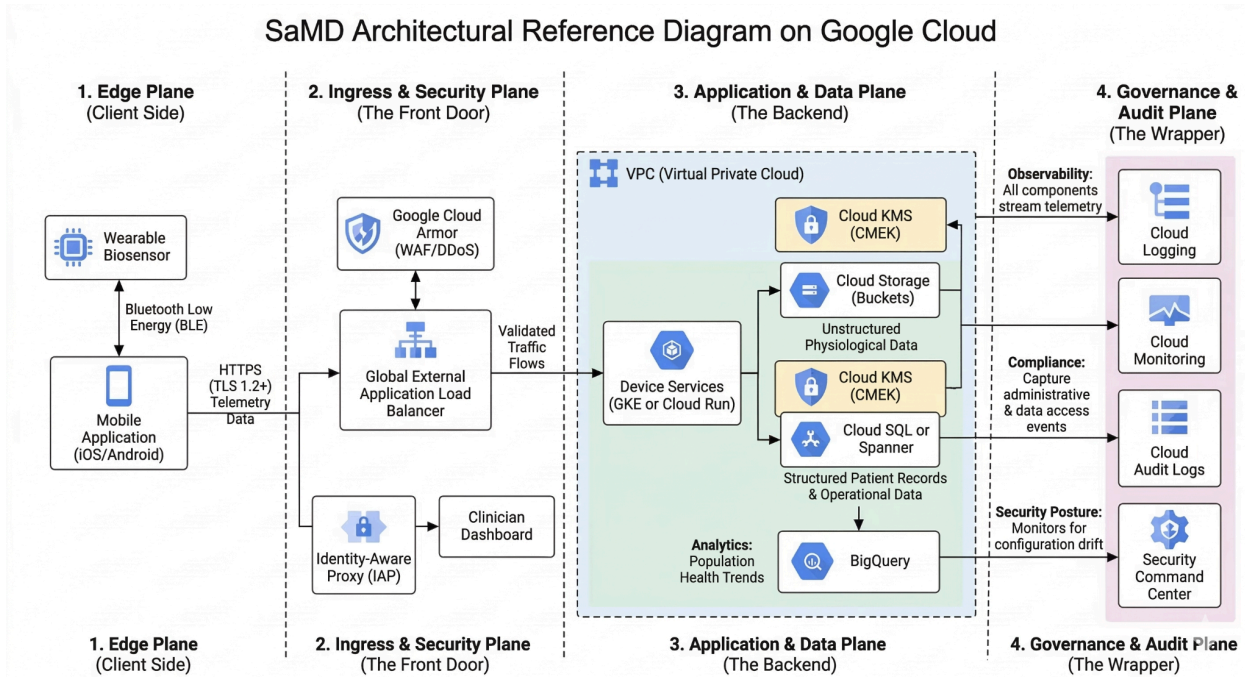 SaMD Architectural Reference Diagram on Google Cloud
1. Edge Plane
(Client Side)
2. Ingress & Security Plane
(The Front Door)
3. Application & Data Plane
(The Backend)
4. Governance &
Audit Plane
(The Wrapper)
Wearable
Biosensor
Bluetooth Low
Energy (BLE)
Mobile
Application
(iOS/Android)
HTTPS
(TLS 1.2+)
Telemetry
Data
Google Cloud
Armor
(WAF/DDoS)
Global External
Application Load
Balancer
Identity-Aware
Proxy (IAP)
Clinician
Dashboard
Validated
Traffic
Flows
VPC (Virtual Private Cloud)
Cloud KMS
(CMEK)
Cloud Storage
(Buckets)
Unstructured
Physiological Data
Device Services
(GKE or Cloud Run)
Cloud KMS
(CMEK)
Cloud SQL or
Spanner
Structured Patient Records
& Operational Data
Analytics:
Population
Health Trends
BigQuery
Observability:
All components
stream telemetry
Compliance:
Capture
administrative
& data access
events
Security Posture:
Monitors for
configuration drift
Cloud
Logging
Cloud
Monitoring
Cloud
Audit Logs
Security
Command
Center
1. Edge Plane
(Client Side)
2. Ingress & Security Plane
(The Front Door)
3. Application & Data Plane
(The Backend)
4. Governance & Audit Plane
(The Wrapper)